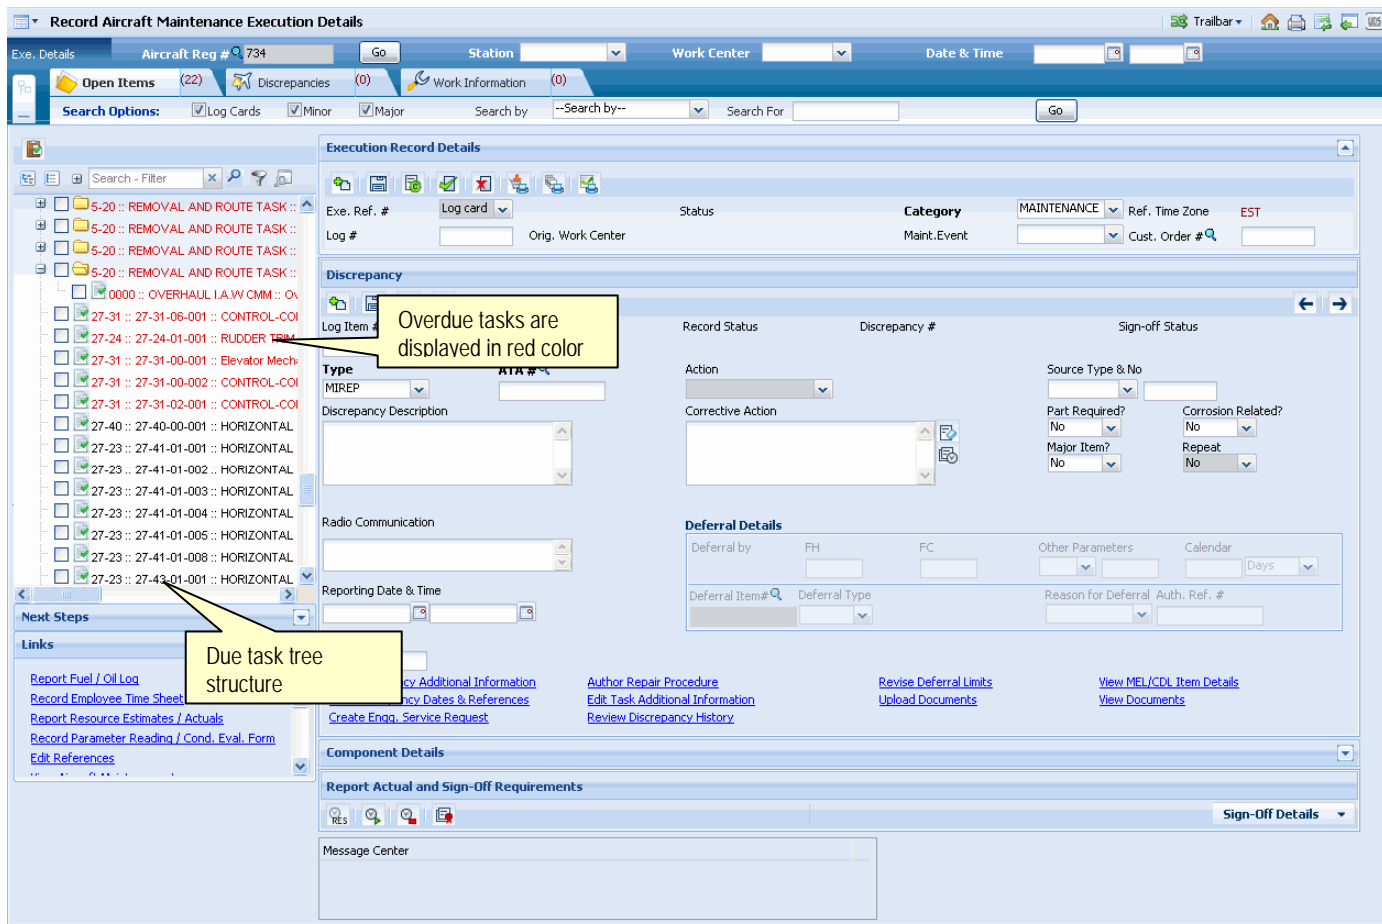 Record Aircraft Maintenance Execution Details
Trailbar
Exe. Details Aircraft Reg # 734 Go Station Work Center Date & Time
Open Items (22) Discrepancies (0) Work Information (0)
Search Options: Log Cards Minor Major Search by --Search by-- Search For Go
Search - Filter
5-20 :: REMOVAL AND ROUTE TASK ::
5-20 :: REMOVAL AND ROUTE TASK ::
5-20 :: REMOVAL AND ROUTE TASK ::
5-20 :: REMOVAL AND ROUTE TASK ::
0000 :: OVERHAUL I.A.W CMM :: Ov
27-31 :: 27-31-06-001 :: CONTROL-COI
27-24 :: 27-24-01-001 :: RUDDER TRIM
27-31 :: 27-31-00-001 :: Elevator Mecha
27-31 :: 27-31-00-002 :: CONTROL-COI
27-31 :: 27-31-02-001 :: CONTROL-COI
27-40 :: 27-40-00-001 :: HORIZONTAL
27-23 :: 27-41-01-001 :: HORIZONTAL
27-23 :: 27-41-01-002 :: HORIZONTAL
27-23 :: 27-41-01-003 :: HORIZONTAL
27-23 :: 27-41-01-004 :: HORIZONTAL
27-23 :: 27-41-01-005 :: HORIZONTAL
27-23 :: 27-41-01-008 :: HORIZONTAL
27-23 :: 27-43-01-001 :: HORIZONTAL
Due task tree
structure
Next Steps
Links
Report Fuel / Oil Log
Record Employee Time Sheet
Report Resource Estimates / Actuals
Record Parameter Reading / Cond. Eval. Form
Edit References
Execution Record Details
Exe. Ref. # Log card Status Category MAINTENANCE Ref. Time Zone EST
Log # Orig. Work Center Maint.Event Cust. Order #
Discrepancy
Overdue tasks are
displayed in red color
Log Item # Record Status Discrepancy # Sign-off Status
Type ATA # Action Source Type & No
MIREP
Discrepancy Description Corrective Action Part Required? Corrosion Related?
No No
Major Item? Repeat
No No
Radio Communication Deferral Details
Deferral by FH FC Other Parameters Calendar
Days
Reporting Date & Time
Deferral Item# Deferral Type Reason for Deferral Auth. Ref. #
cy Additional Information Author Repair Procedure Revise Deferral Limits View MEL/CDL Item Details
cy Dates & References Edit Task Additional Information Upload Documents View Documents
Create Engg. Service Request Review Discrepancy History
Component Details
Report Actual and Sign-Off Requirements
RES Sign-Off Details
Message Center